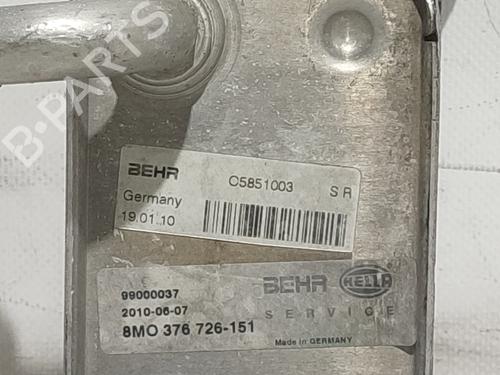 B-PARTS
BEHR C5851003 SR
Germany
19.01.10
99000037 BEHR HELLA
2010-06-07 SERVICE
8MO 376 726-151
Made in GERMANY